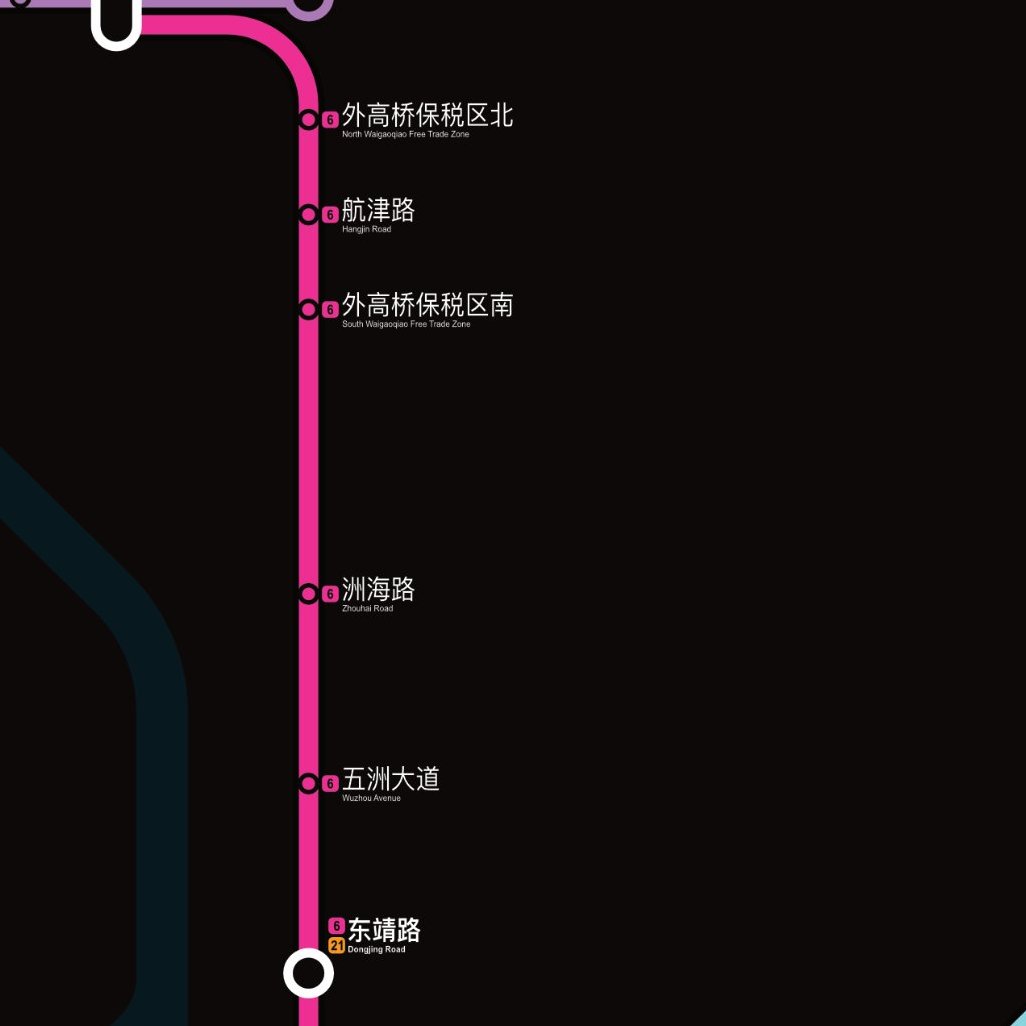 6 外高桥保税区北
North Waigaoqiao Free Trade Zone
6 航津路
Hangjin Road
6 外高桥保税区南
South Waigaoqiao Free Trade Zone
6 洲海路
Zhouhai Road
6 五洲大道
Wuzhou Avenue
6 东靖路
21 Dongjing Road